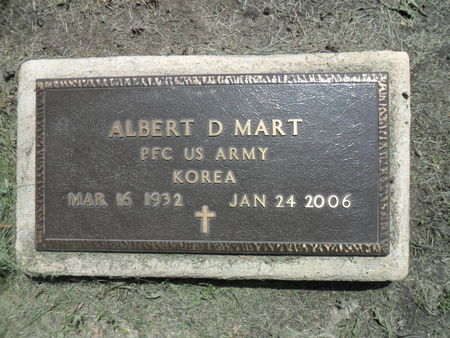 ALBERT D MART
PFC US ARMY
KOREA
MAR 16 1932 JAN 24 2006